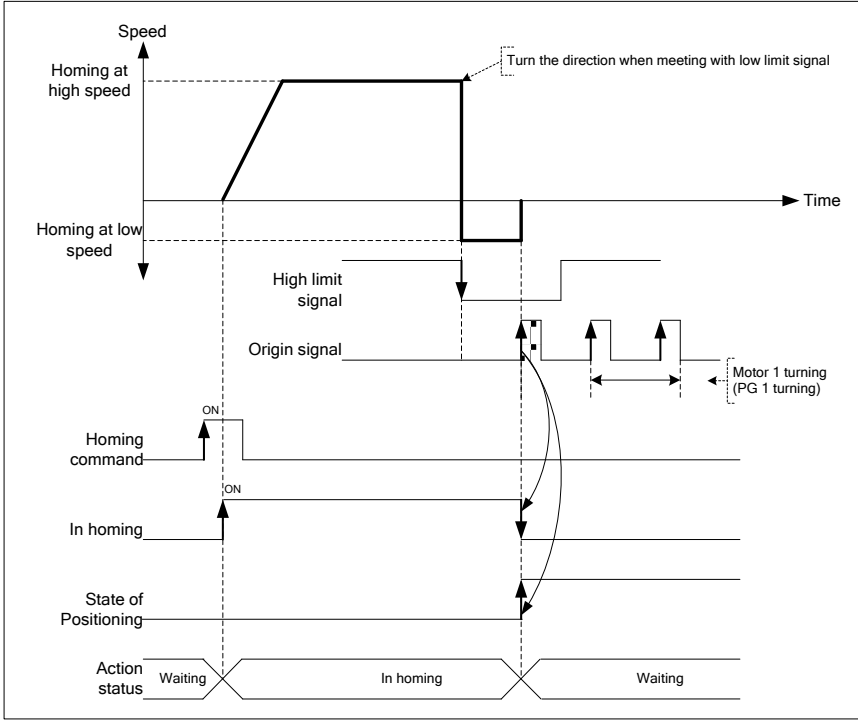 Speed
Homing at
high speed
Turn the direction when meeting with low limit signal
Time
Homing at low
speed
High limit
signal
Origin signal
Motor 1 turning
(PG 1 turning)
ON
Homing
command
ON
In homing
State of
Positioning
Action
status
Waiting
In homing
Waiting